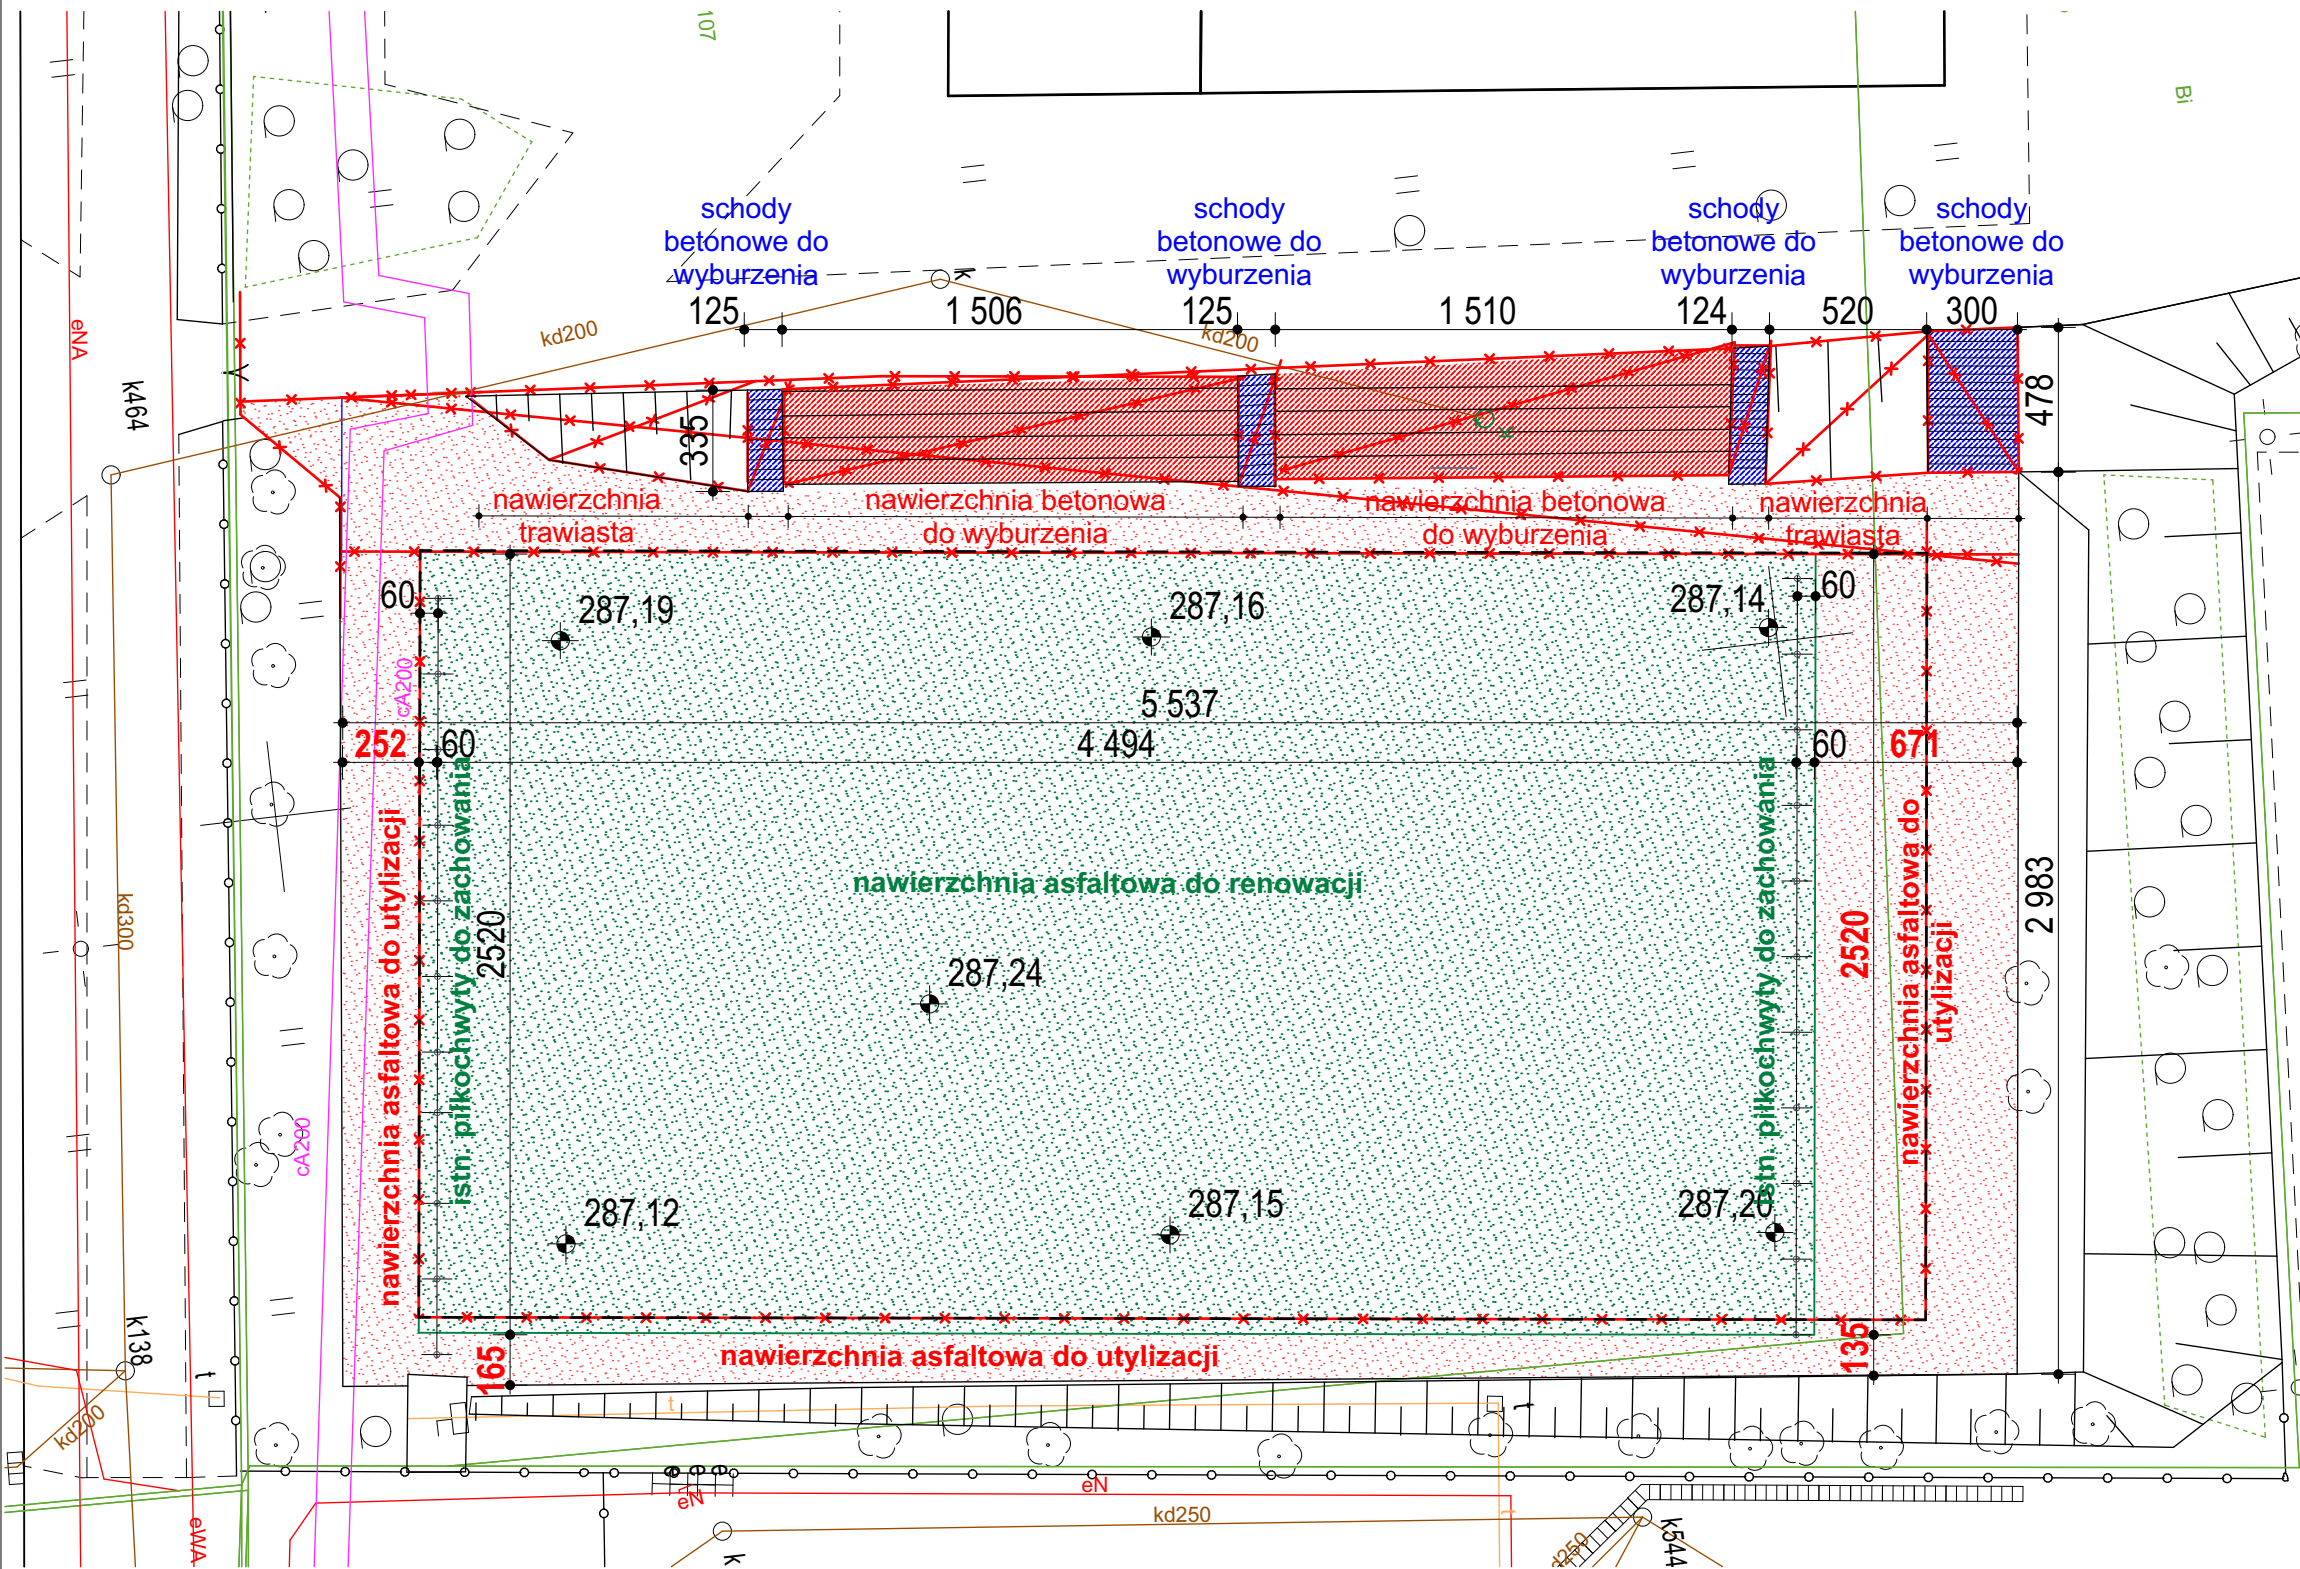 107
Bi
schody
betonowe do
wyburzenia
schody
betonowe do
wyburzenia
schody
betonowe do
wyburzenia
schody
betonowe do
wyburzenia
k
125
1 506
125
1 510
124
520
300
kd200
kd200
eNA
k464
335
478
k
nawierzchnia
trawiasta
nawierzchnia betonowa
do wyburzenia
nawierzchnia betonowa
do wyburzenia
nawierzchnia
trawiasta
60
287,19
287,16
287,14
60
cA200
5 537
252
60
4 494
60
671
nawierzchnia asfaltowa do utylizacji
istn. piłkochwyty do zachowania
2520
nawierzchnia asfaltowa do renowacji
istn. piłkochwyty do zachowania
2520
nawierzchnia asfaltowa do
utylizacji
2 983
kd300
287,24
cA200
287,12
287,15
287,20
k138
t
165
nawierzchnia asfaltowa do utylizacji
135
kd200
t
t
e
e
e
eN
eN
eWA
kd250
t
k
kd250
k544